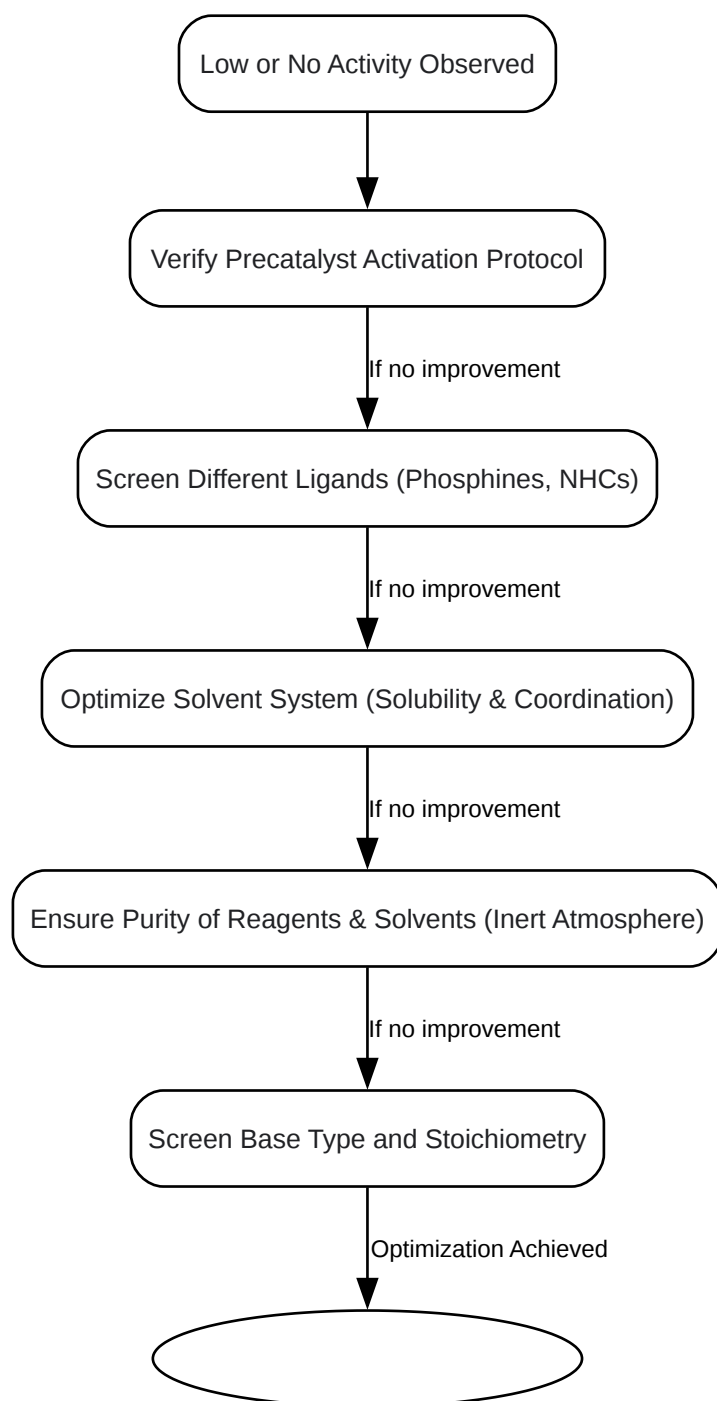 Low or No Activity Observed
Verify Precatalyst Activation Protocol
If no improvement
Screen Different Ligands (Phosphines, NHCs)
If no improvement
Optimize Solvent System (Solubility & Coordination)
If no improvement
Ensure Purity of Reagents & Solvents (Inert Atmosphere)
If no improvement
Screen Base Type and Stoichiometry
Optimization Achieved